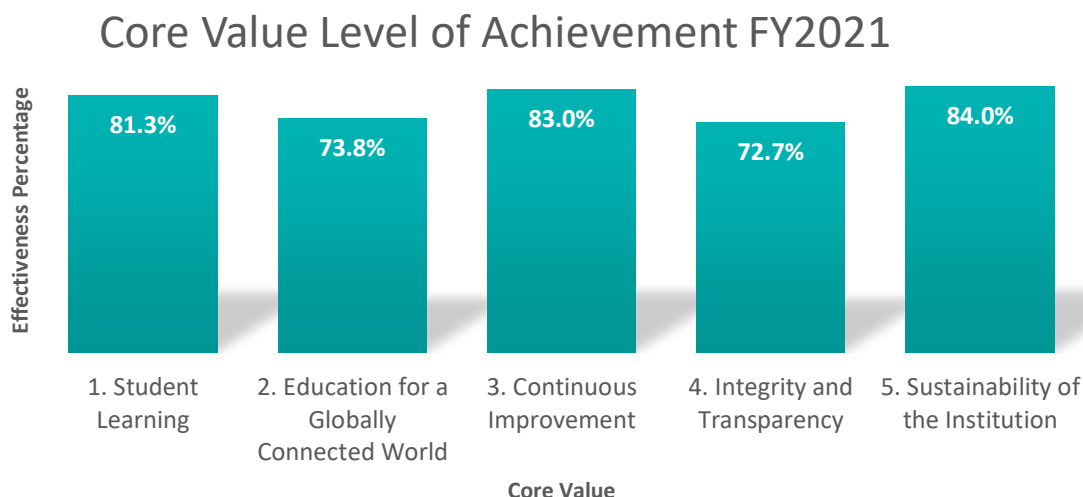 Core Value Level of Achievement FY2021
Effectiveness Percentage
81.3%
73.8%
83.0%
72.7%
84.0%
1. Student
Learning
2. Education for a
Globally
Connected World
3. Continuous
Improvement
4. Integrity and
Transparency
5. Sustainability of
the Institution
Core Value